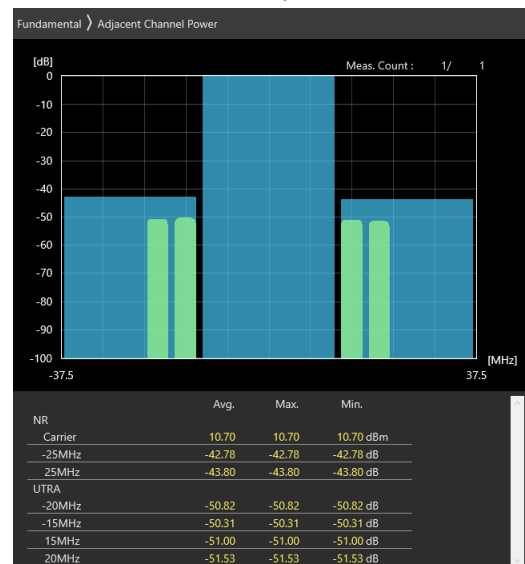 Fundamental 〉 Adjacent Channel Power
[dB] Meas. Count : 1/ 1
0
-10
-20
-30
-40
-50
-60
-70
-80
-90
-100 [MHz]
-37.5 37.5
Avg. Max. Min.
NR
Carrier 10.70 10.70 10.70 dBm
-25MHz -42.78 -42.78 -42.78 dB
25MHz -43.80 -43.80 -43.80 dB
UTRA
-20MHz -50.82 -50.82 -50.82 dB
-15MHz -50.31 -50.31 -50.31 dB
15MHz -51.00 -51.00 -51.00 dB
20MHz -51.53 -51.53 -51.53 dB